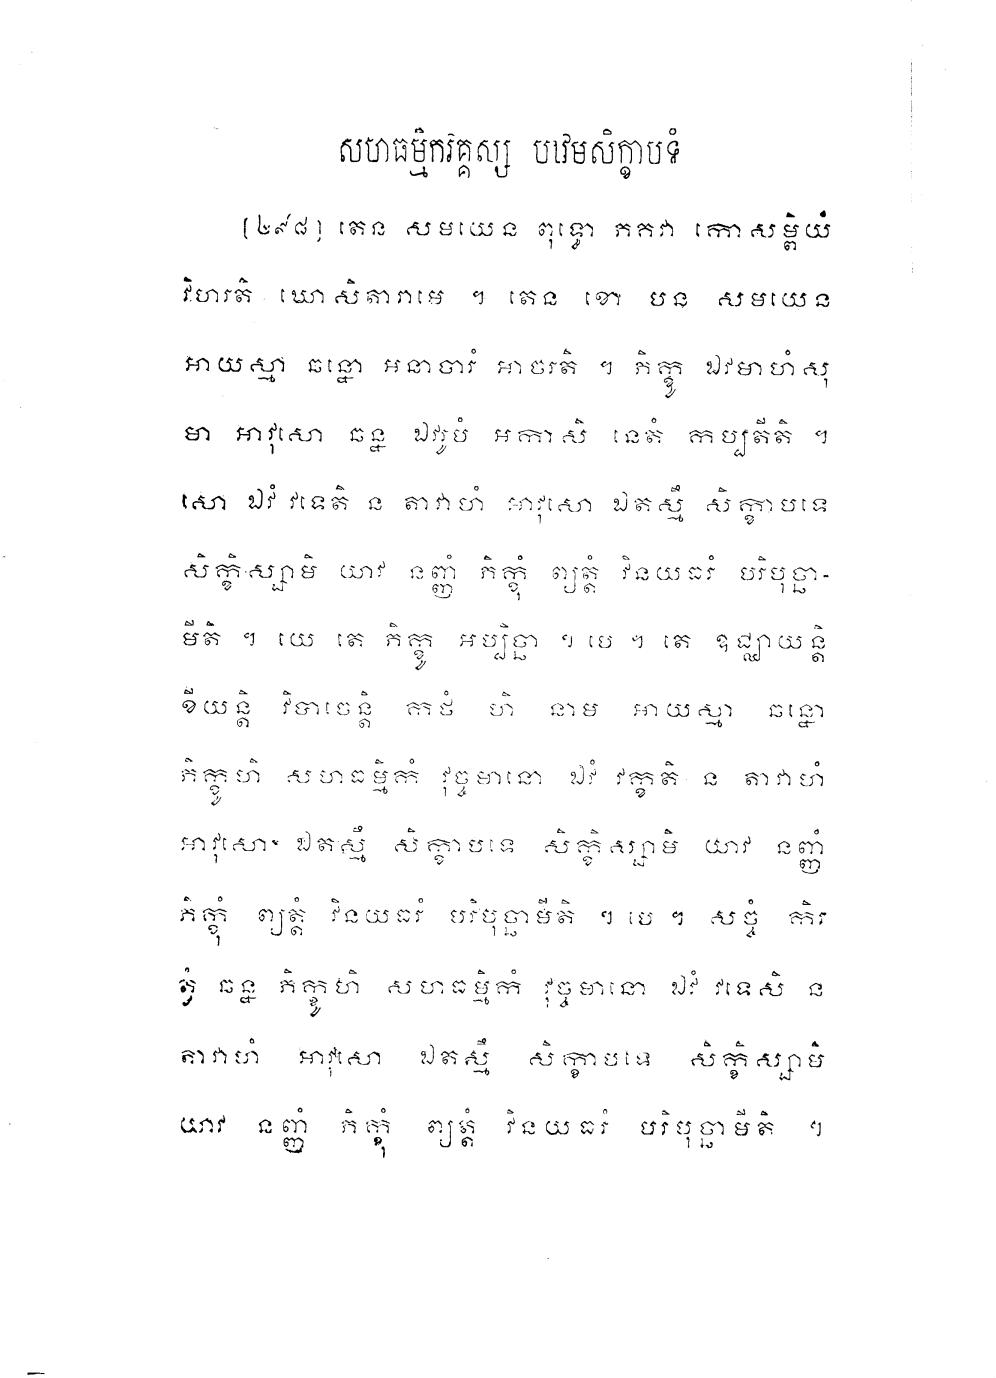 សហធម្មិកវគ្គស្ស បឋមសិក្ខាបទំ
[២៩៨] តេន សមយេន ពុទ្ធោ ភគវា កោសម្ពិយំ
វិហរតិ ឃោសិតារាមេ ។ តេន ខោ បន សមយេន
អាយស្មា ឆន្នោ អនាចារំ អាចរតិ ។ ភិក្ខូ ឯវមាហំសុ
មា អាវុសោ ឆន្ន ឯវរូបំ អកាសិ នេតំ កប្បតីតិ ។
សោ ឯវំ វទេតិ ន តាវាហំ អាវុសោ ឯតស្មឹ សិក្ខាបទេ
សិក្ខិស្សាមិ យាវ នញ្ញំ ភិក្ខុំ ព្យត្តំ វិនយធរំ បរិបុច្ឆា-
មីតិ ។ យេ តេ ភិក្ខូ អប្បិច្ឆា ។ បេ ។ តេ ឧជ្ឈាយន្តិ
ខីយន្តិ វិបាចេន្តិ កថំ ហិ នាម អាយស្មា ឆន្នោ
ភិក្ខូហិ សហធម្មិកំ វុច្ចមានោ ឯវំ វក្ខតិ ន តាវាហំ
អាវុសោ ឯតស្មឹ សិក្ខាបទេ សិក្ខិស្សាមិ យាវ នញ្ញំ
ភិក្ខុំ ព្យត្តំ វិនយធរំ បរិបុច្ឆាមីតិ ។ បេ ។ សច្ចំ កិរ
ត្វំ ឆន្ន ភិក្ខូហិ សហធម្មិកំ វុច្ចមានោ ឯវំ វទេសិ ន
តាវាហំ អាវុសោ ឯតស្មឹ សិក្ខាបទេ សិក្ខិស្សាមិ
យាវ នញ្ញំ ភិក្ខុំ ព្យត្តំ វិនយធរំ បរិបុច្ឆាមីតិ ។